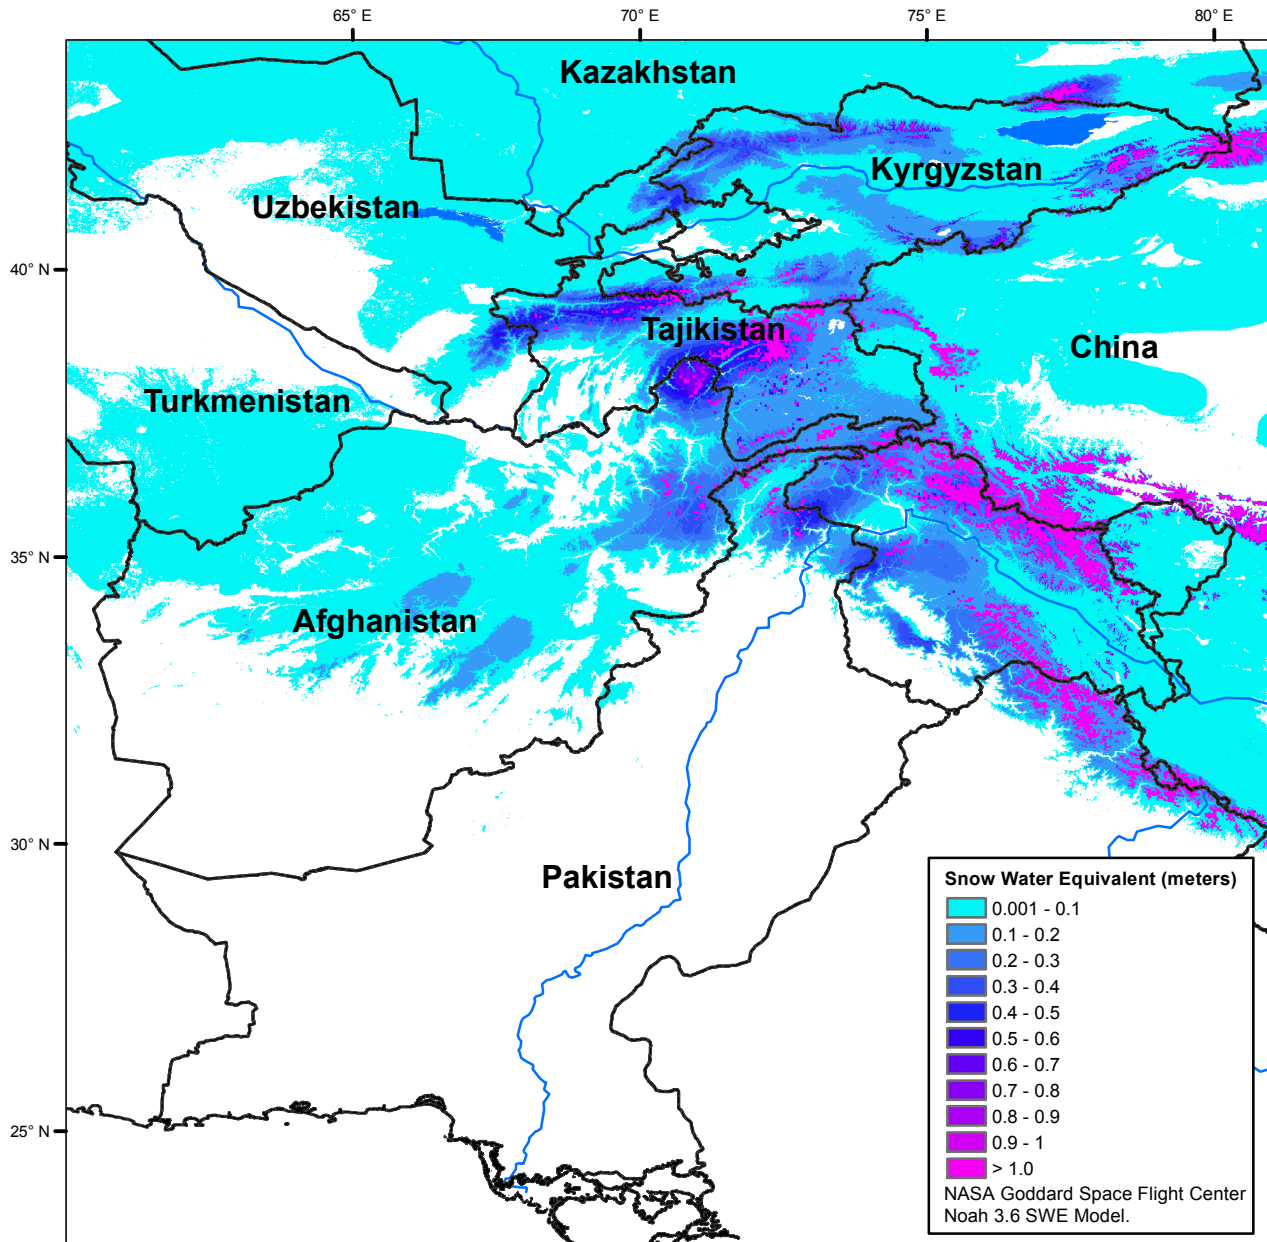 65° E
70° E
75° E
80° E
Kazakhstan
Kyrgyzstan
Uzbekistan
40° N
Tajikistan
China
Turkmenistan
35° N
Afghanistan
30° N
Pakistan
25° N
Snow Water Equivalent (meters)
0.001 - 0.1
0.1 - 0.2
0.2 - 0.3
0.3 - 0.4
0.4 - 0.5
0.5 - 0.6
0.6 - 0.7
0.7 - 0.8
0.8 - 0.9
0.9 - 1
> 1.0
NASA Goddard Space Flight Center
Noah 3.6 SWE Model.